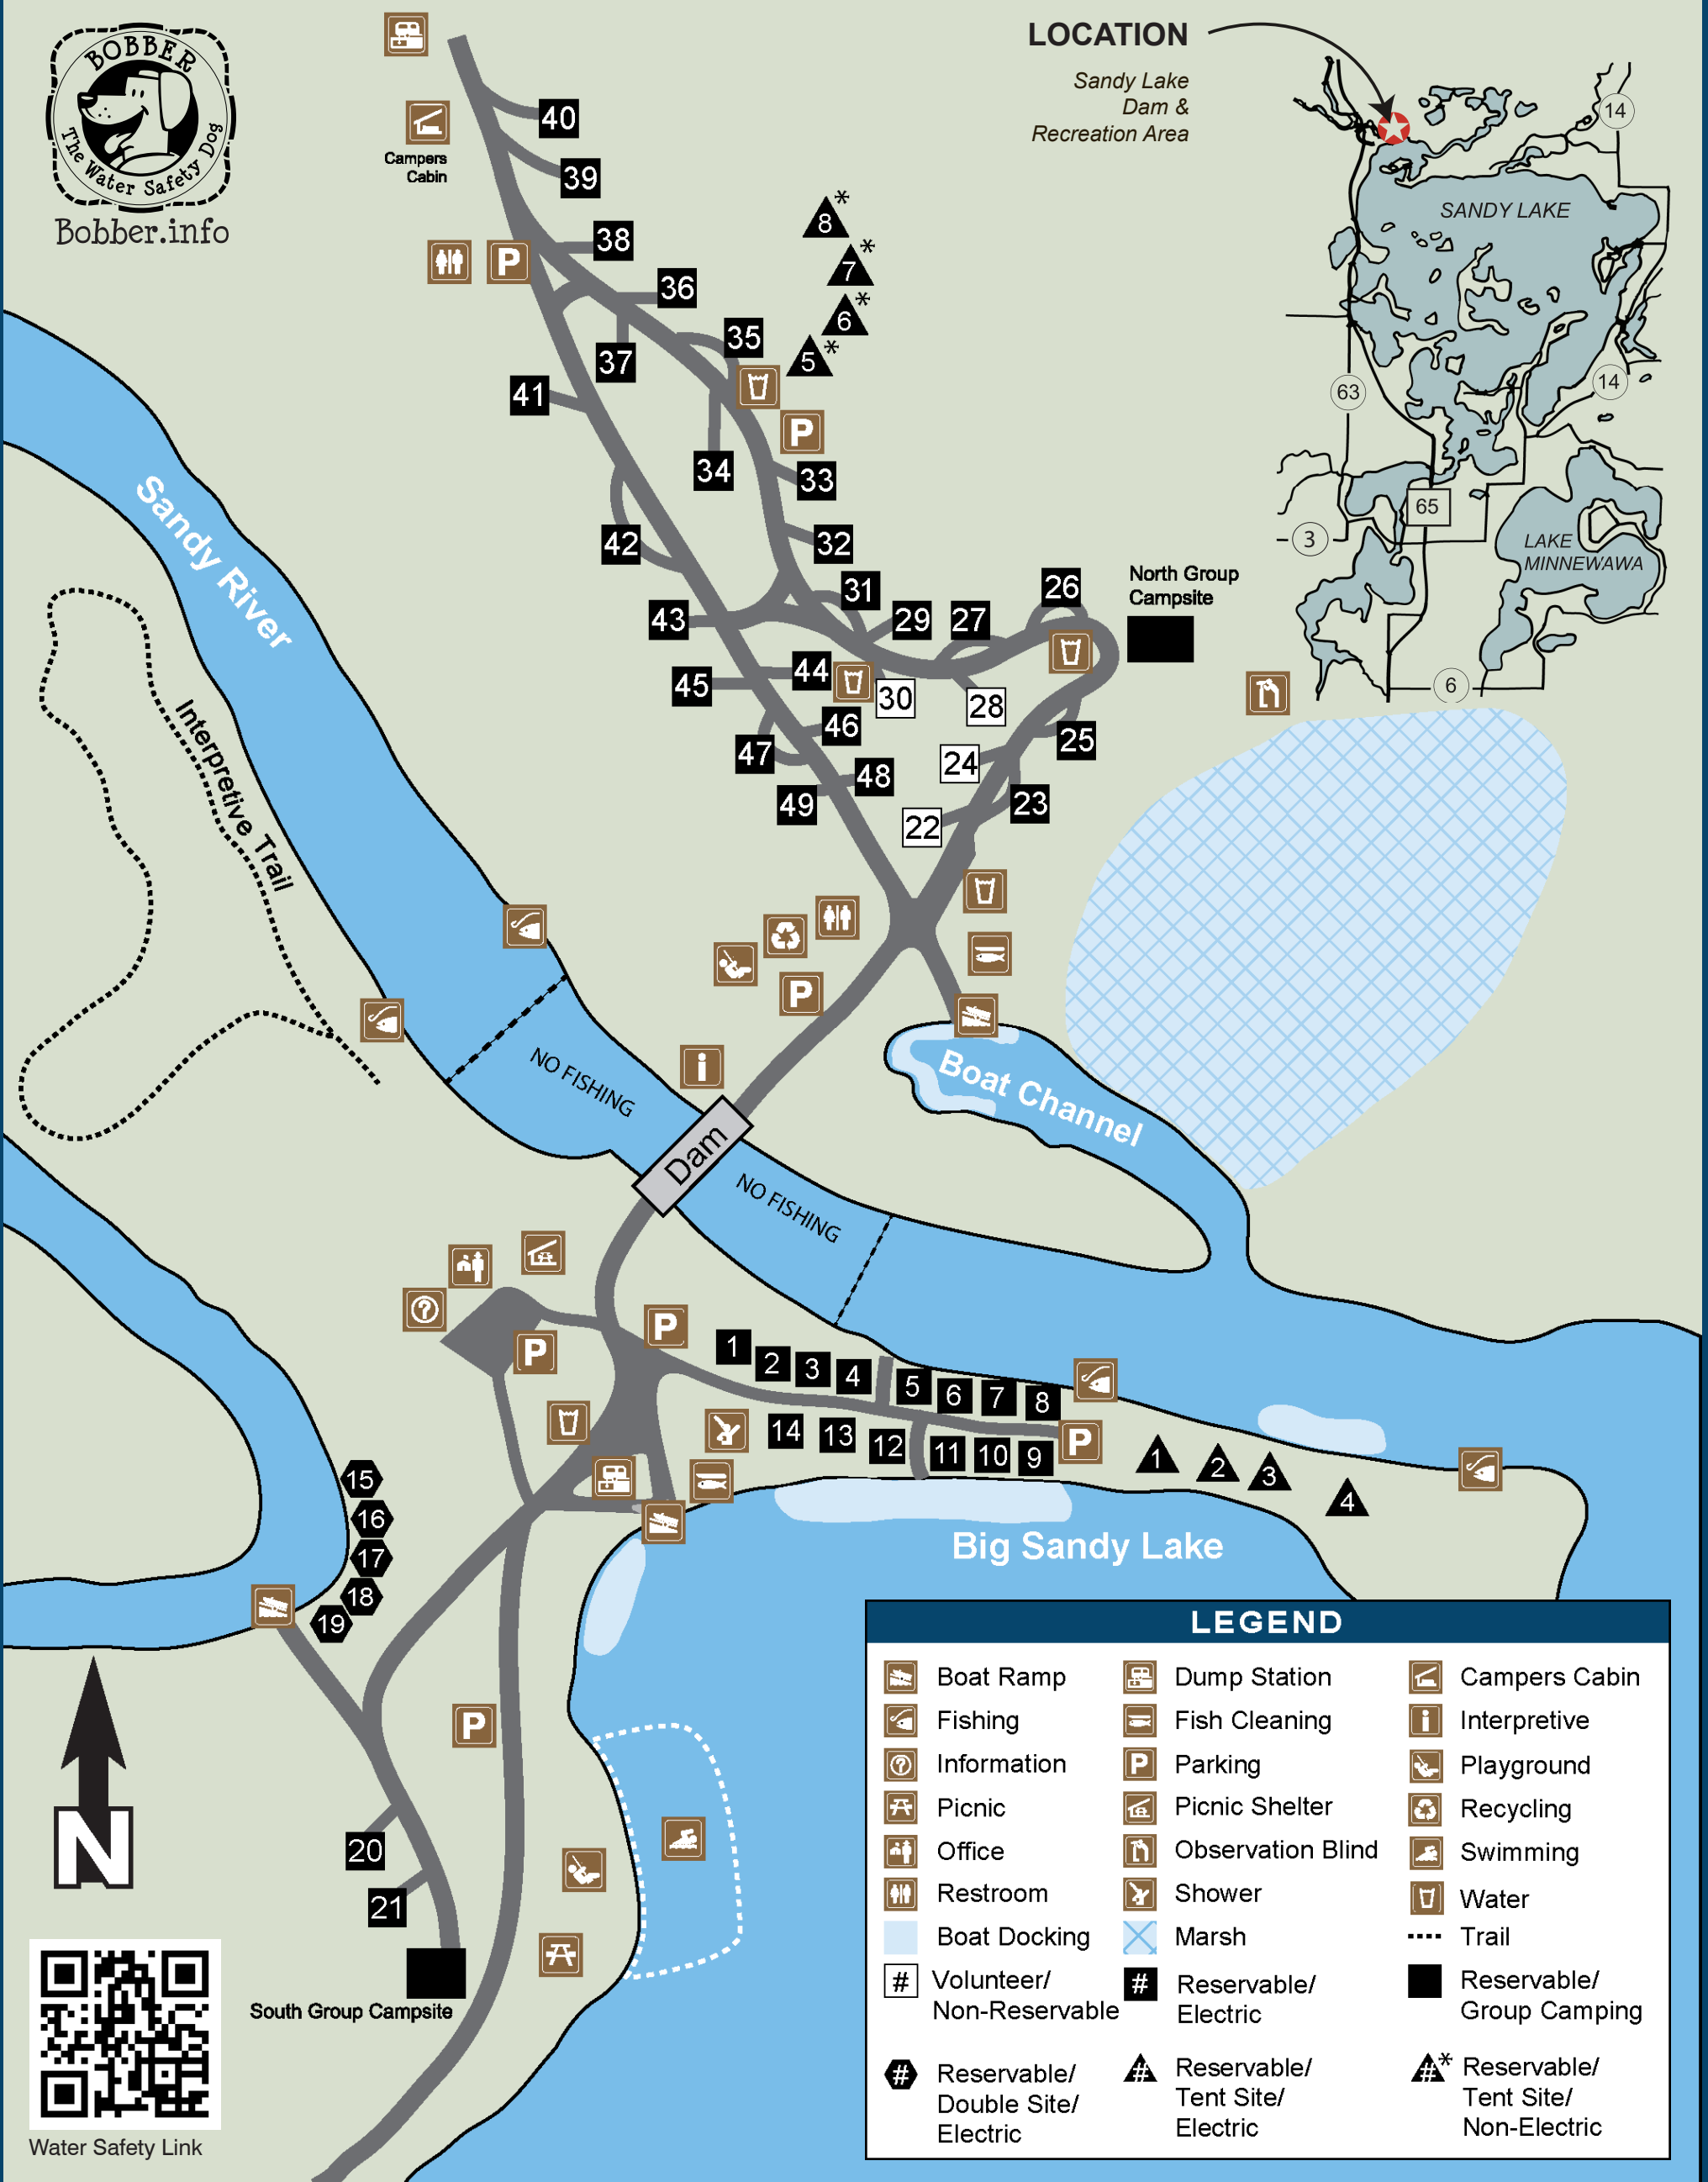 BOBBER
The Water Safety Dog
Bobber.info
LOCATION
Sandy Lake
Dam &
Recreation Area
14
SANDY LAKE
63
14
65
3
LAKE
MINNEWAWA
6
Campers
Cabin
40
39
38
P
36
37
35
41
34
P
33
42
32
8*
7*
6*
5*
31
43
29
27
26
North Group
Campsite
44
45
30
28
46
47
25
24
48
49
23
22
Sandy River
Interpretive Trail
P
i
NO FISHING
Dam
NO FISHING
Boat Channel
?
P
P
1
2
3
4
5
6
7
8
14
13
12
11
10
9
P
1
2
3
4
Big Sandy Lake
15
16
17
18
19
P
20
21
South Group Campsite
N
Water Safety Link
LEGEND
Boat Ramp
Fishing
? Information
Picnic
Office
Restroom
Boat Docking
# Volunteer/
Non-Reservable
# Reservable/
Double Site/
Electric
Dump Station
Fish Cleaning
P Parking
Picnic Shelter
Observation Blind
Shower
Marsh
# Reservable/
Electric
# Reservable/
Tent Site/
Electric
Campers Cabin
i Interpretive
Playground
Recycling
Swimming
Water
Trail
Reservable/
Group Camping
#* Reservable/
Tent Site/
Non-Electric